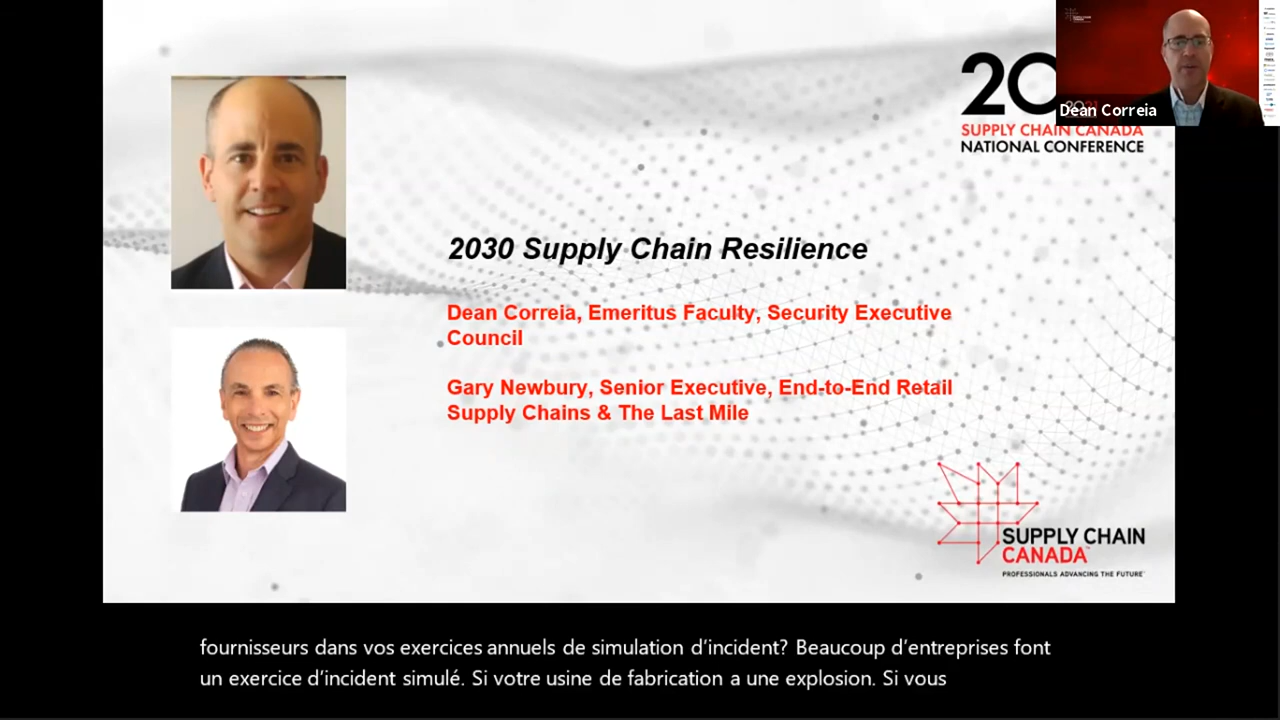 20
SUPPLY CHAIN CANADA
NATIONAL CONFERENCE
Dean Correia
2030 Supply Chain Resilience
Dean Correia, Emeritus Faculty, Security Executive
Council
Gary Newbury, Senior Executive, End-to-End Retail
Supply Chains & The Last Mile
SUPPLY CHAIN
CANADA™
PROFESSIONALS ADVANCING THE FUTURE™
fournisseurs dans vos exercices annuels de simulation d'incident? Beaucoup d'entreprises font
un exercice d'incident simulé. Si votre usine de fabrication a une explosion. Si vous